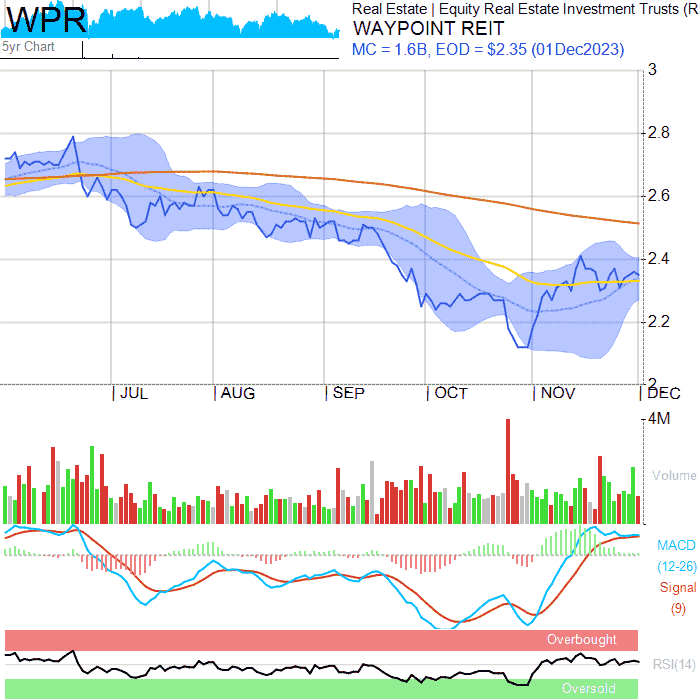 WPR
5yr Chart
Real Estate | Equity Real Estate Investment Trusts (R
WAYPOINT REIT
MC = 1.6B, EOD = $2.35 (01Dec2023)
3
2.8
2.6
2.4
2.2
2
JUL AUG SEP OCT NOV DEC
4M
Volume
MACD
(12-26)
Signal
(9)
Overbought
RSI(14)
Oversold